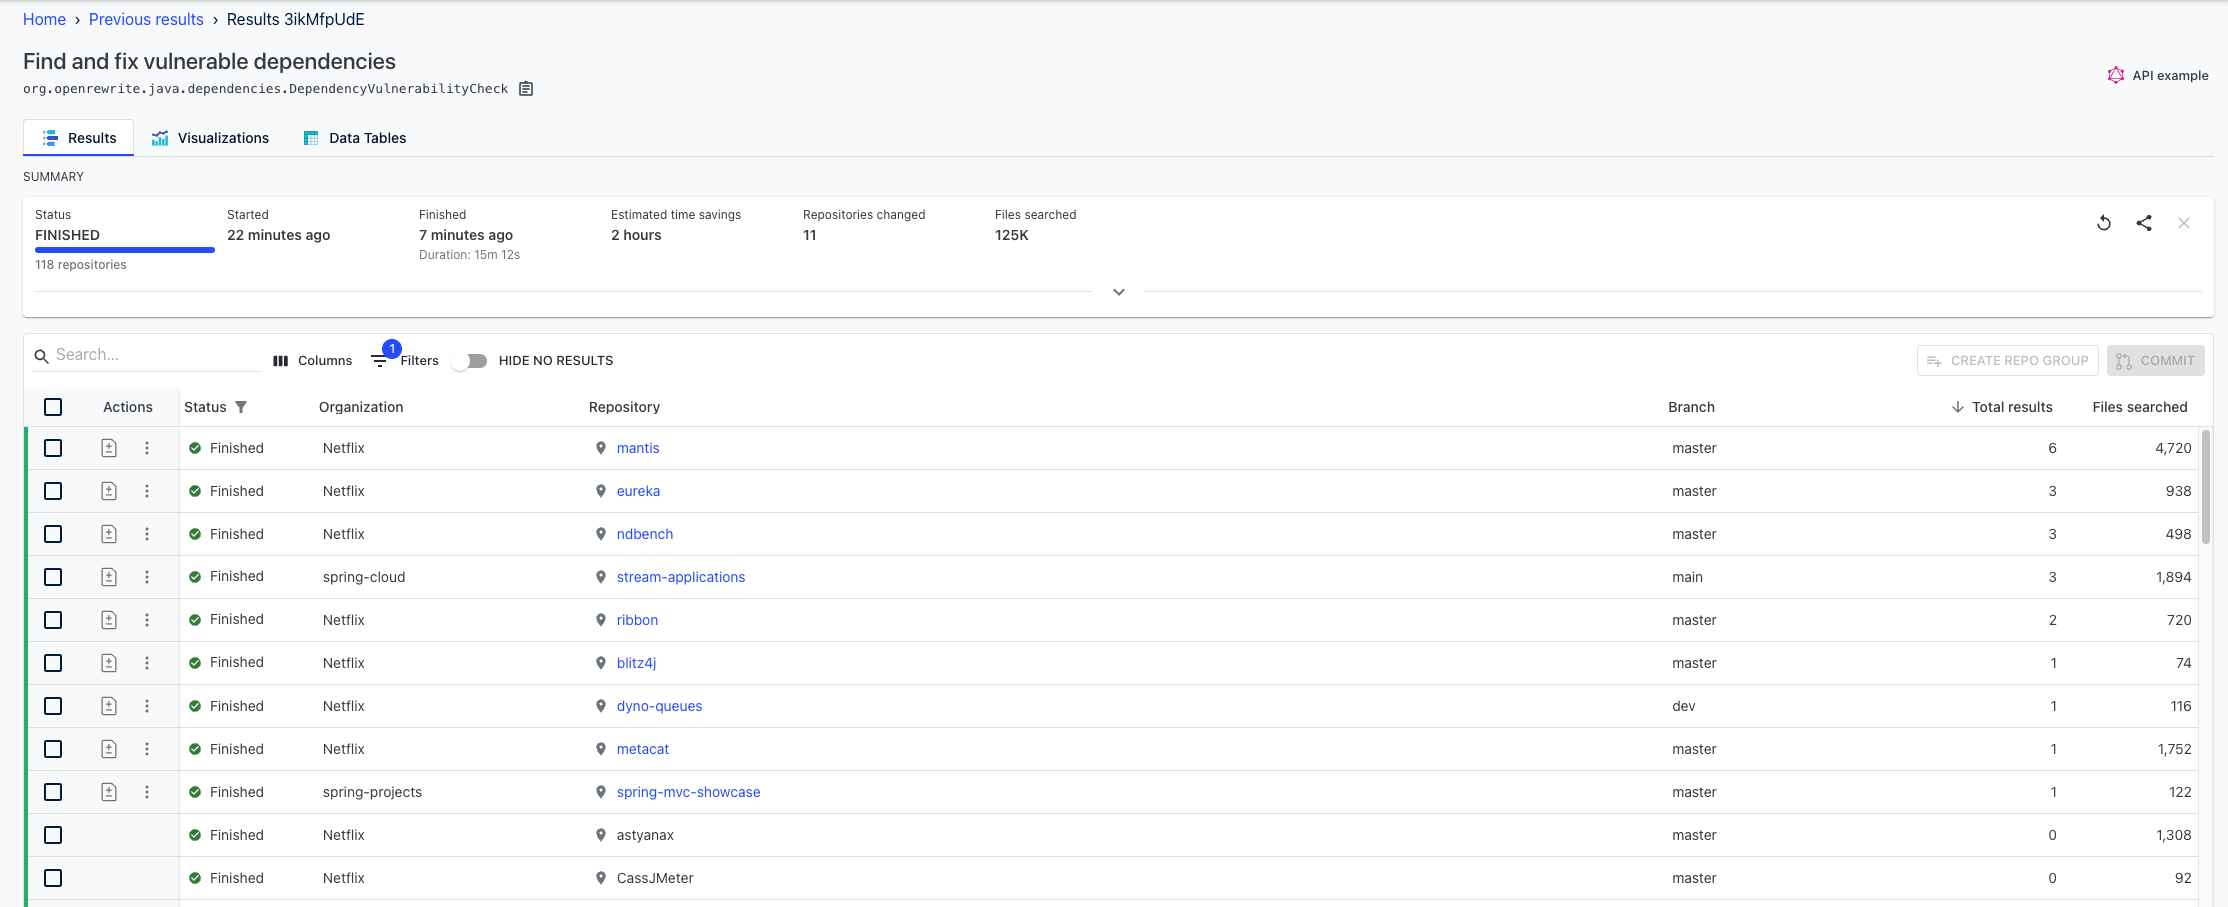 Home › Previous results › Results 3ikMfpUdE
Find and fix vulnerable dependencies
org.openrewrite.java.dependencies.DependencyVulnerabilityCheck
API example
Results Visualizations Data Tables
SUMMARY
Status Started Finished Estimated time savings Repositories changed Files searched
FINISHED 22 minutes ago 7 minutes ago 2 hours 11 125K
Duration: 15m 12s
118 repositories
Search... Columns 1 Filters HIDE NO RESULTS CREATE REPO GROUP COMMIT
Actions Status Organization Repository Branch Total results Files searched
Finished Netflix mantis master 6 4,720
Finished Netflix eureka master 3 938
Finished Netflix ndbench master 3 498
Finished spring-cloud stream-applications main 3 1,894
Finished Netflix ribbon master 2 720
Finished Netflix blitz4j master 1 74
Finished Netflix dyno-queues dev 1 116
Finished Netflix metacat master 1 1,752
Finished spring-projects spring-mvc-showcase master 1 122
Finished Netflix astyanax master 0 1,308
Finished Netflix CassJMeter master 0 92